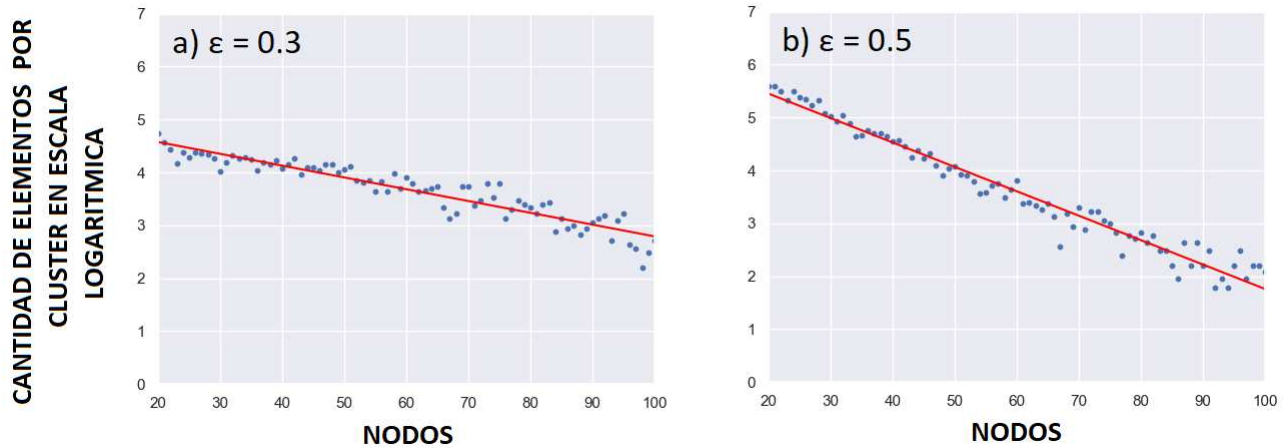 CANTIDAD DE ELEMENTOS POR
CLUSTER EN ESCALA
LOGARITMICA
a) ε = 0.3
7
6
5
4
3
2
1
0
20 30 40 50 60 70 80 90 100
NODOS
b) ε = 0.5
7
6
5
4
3
2
1
0
20 30 40 50 60 70 80 90 100
NODOS